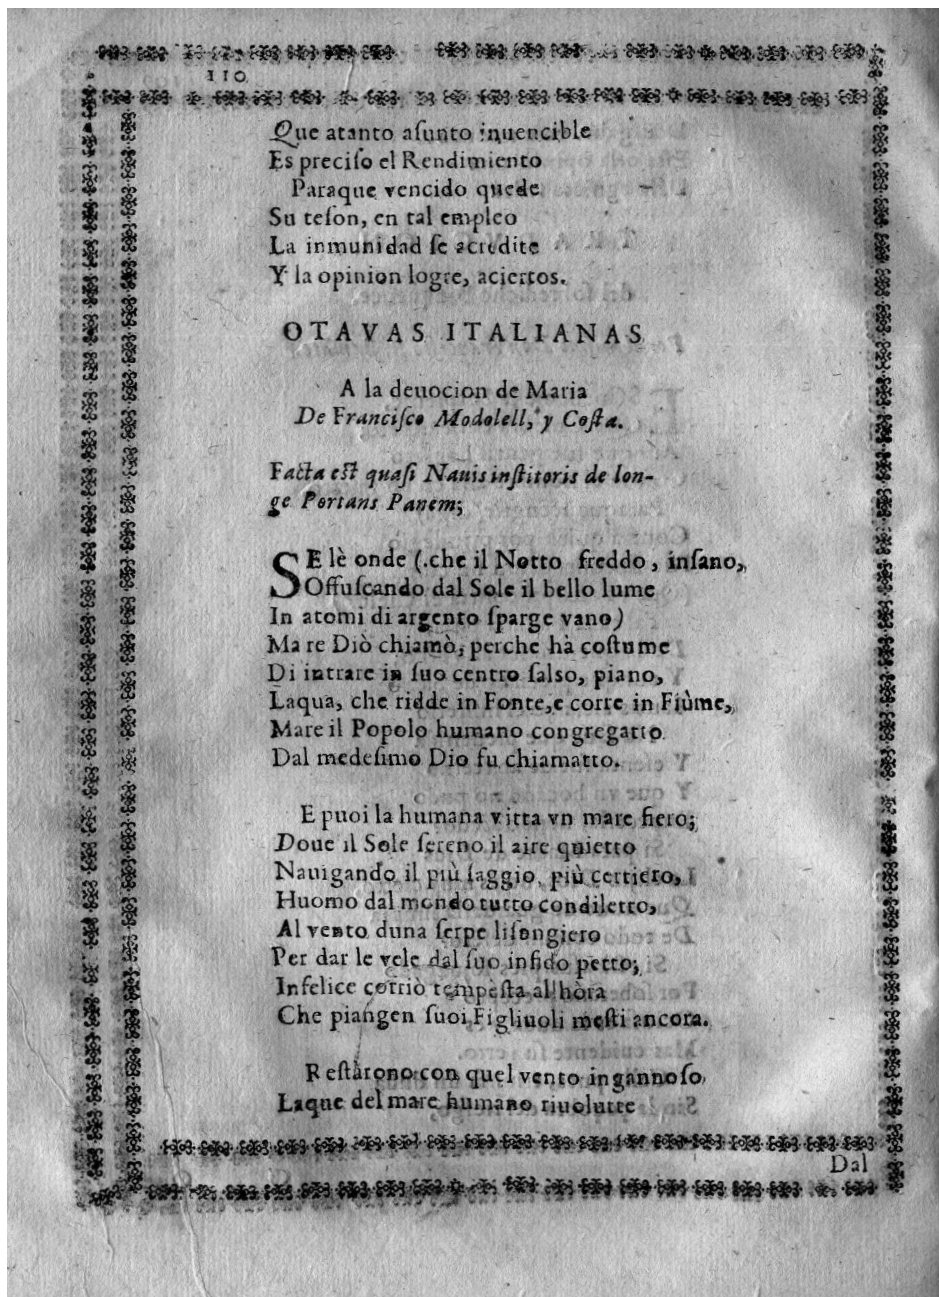 110
Que atanto aſunto inuencible
Es preciſo el Rendimiento
Paraque vencido quede
Su teſon, en tal empleo
La inmunidad ſe acredite
Y la opinion logre, aciertos.
OTAVAS ITALIANAS
A la deuocion de Maria
De Franciſco Modolell, y Coſta.
Facta eſt quaſi Nauis inſtitoris de lon-
ge Portans Panem;
SE lè onde (.che il Notto freddo, inſano,
Offuſcando dal Sole il bello lume
In atomi di argento ſparge vano)
Ma re Diò chiamò, perche hà coſtume
Di intrare in ſuo centro ſalso, piano,
Laqua, che ridde in Fonte,e corre in Fiùme,
Mare il Popolo humano congregatto
Dal medeſimo Dio fu chiamatto.
E puoi la humana vitta vn mare fiero;
Doue il Sole ſereno il aire quietto
Nauigando il più ſaggio, più certiero,
Huomo dal mondo tutto condiletto,
Al vento duna ſerpe liſongiero
Per dar le vele dal ſuo infido petto;
Infelice corriò tempèſta al'hòra
Che piangen ſuoi Figliuoli meſti ancora.
Reſtàrono con quel vento ingannoſo
Laque del mare humano riuolutte
Dal